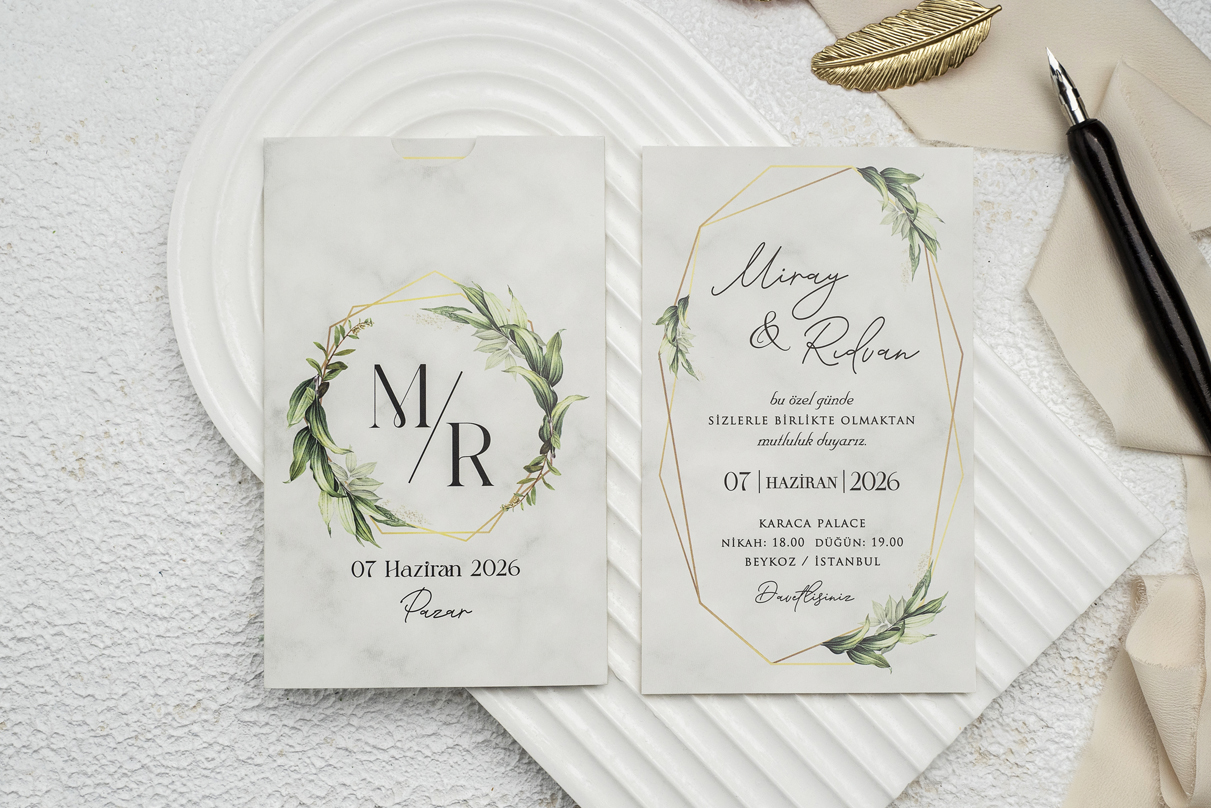 M/R
07 Haziran 2026
Pazar
Miray
& Rıdvan
bu özel günde
SİZLERLE BİRLİKTE OLMAKTAN
mutluluk duyarız.
07 | HAZİRAN | 2026
KARACA PALACE
NİKAH: 18.00 DÜĞÜN: 19.00
BEYKOZ / İSTANBUL
Davetlisiniz